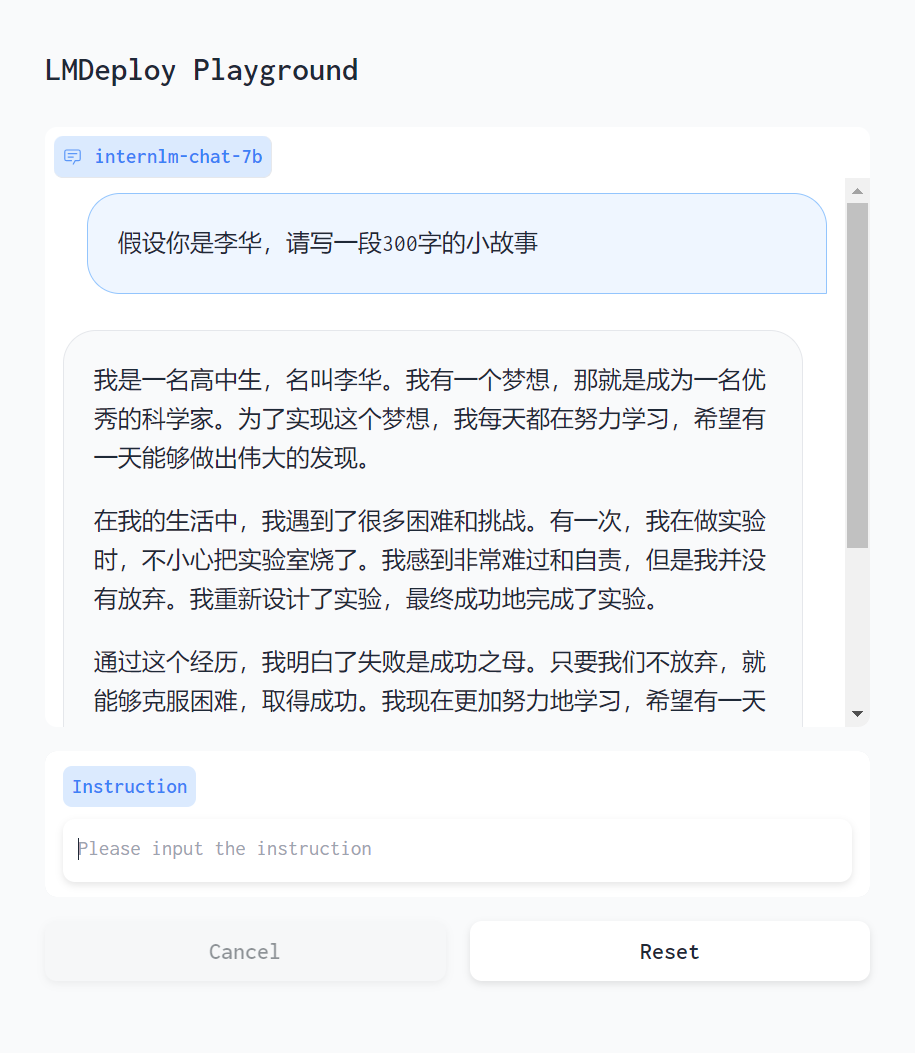 LMDeploy Playground
internlm-chat-7b
假设你是李华，请写一段300字的小故事
我是一名高中生，名叫李华。我有一个梦想，那就是成为一名优
秀的科学家。为了实现这个梦想，我每天都在努力学习，希望有
一天能够做出伟大的发现。
在我的生活中，我遇到了很多困难和挑战。有一次，我在做实验
时，不小心把实验室烧了。我感到非常难过和自责，但是我并没
有放弃。我重新设计了实验，最终成功地完成了实验。
通过这个经历，我明白了失败是成功之母。只要我们不放弃，就
能够克服困难，取得成功。我现在更加努力地学习，希望有一天
Instruction
Please input the instruction
Cancel
Reset